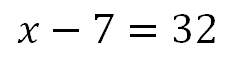 x − 7 = 32